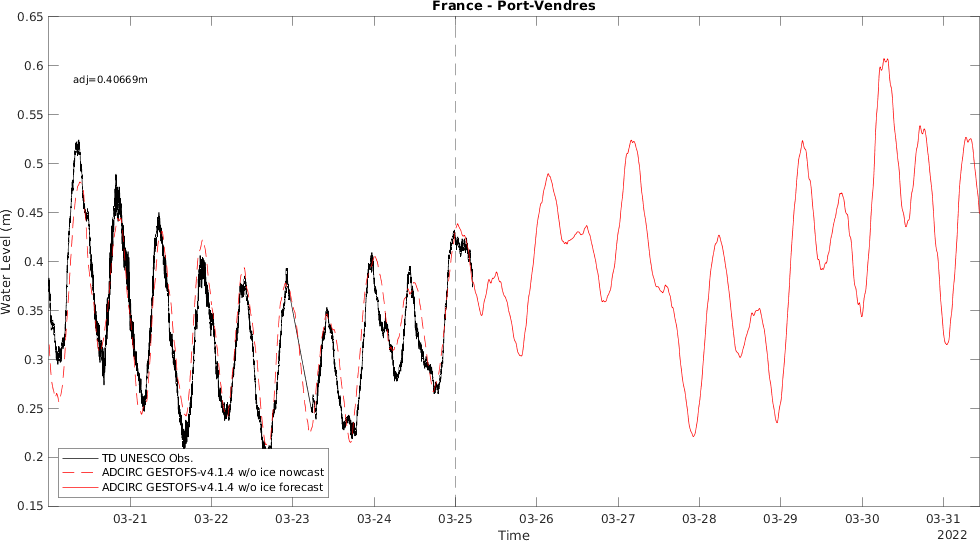 France - Port-Vendres
adj=0.40669m
Water Level (m)
0.65
0.6
0.55
0.5
0.45
0.4
0.35
0.3
0.25
0.2
0.15
TD UNESCO Obs.
ADCIRC GESTOFS-v4.1.4 w/o ice nowcast
ADCIRC GESTOFS-v4.1.4 w/o ice forecast
03-21 03-22 03-23 03-24 03-25 03-26 03-27 03-28 03-29 03-30 03-31
Time
2022